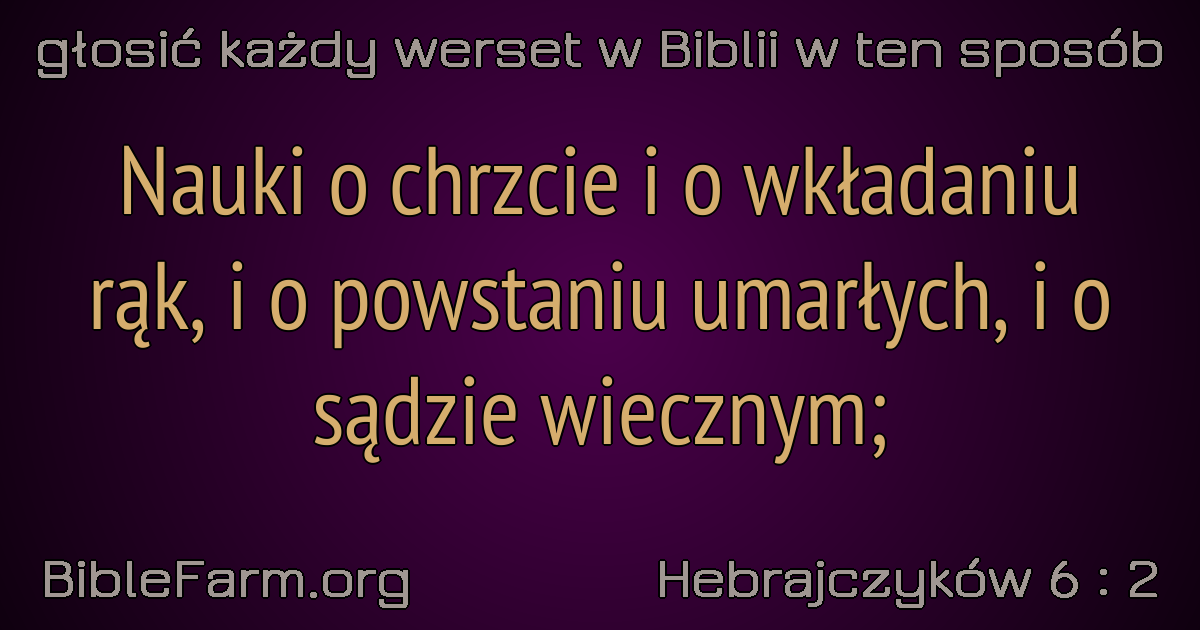 głosić każdy werset w Biblii w ten sposób
Nauki o chrzcie i o wkładaniu
rąk, i o powstaniu umarłych, i o
sądzie wiecznym;
BibleFarm.org
Hebrajczyków 6 : 2